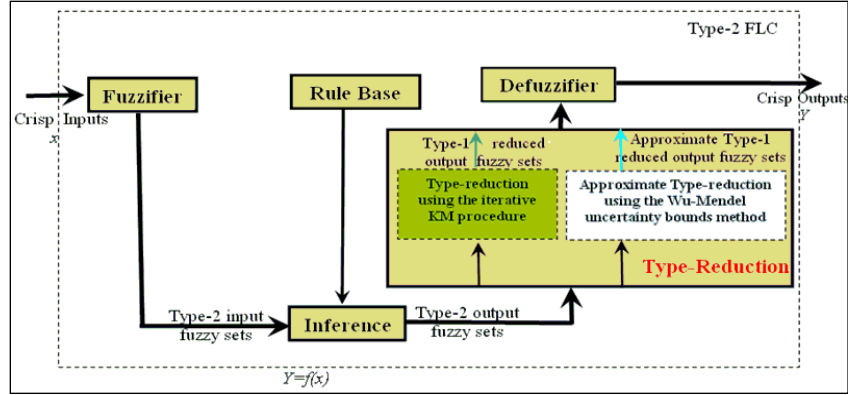 Type-2 FLC
Fuzzifier
Rule Base
Defuzzifier
Crisp Inputs
x
Crisp Outputs
Y
Type-1 reduced
output fuzzy sets
Approximate Type-1
reduced output fuzzy sets
Type-reduction
using the iterative
KM procedure
Approximate Type-reduction
using the Wu-Mendel
uncertainty bounds method
Type-Reduction
Type-2 input
fuzzy sets
Inference
Type-2 output
fuzzy sets
Y=f(x)